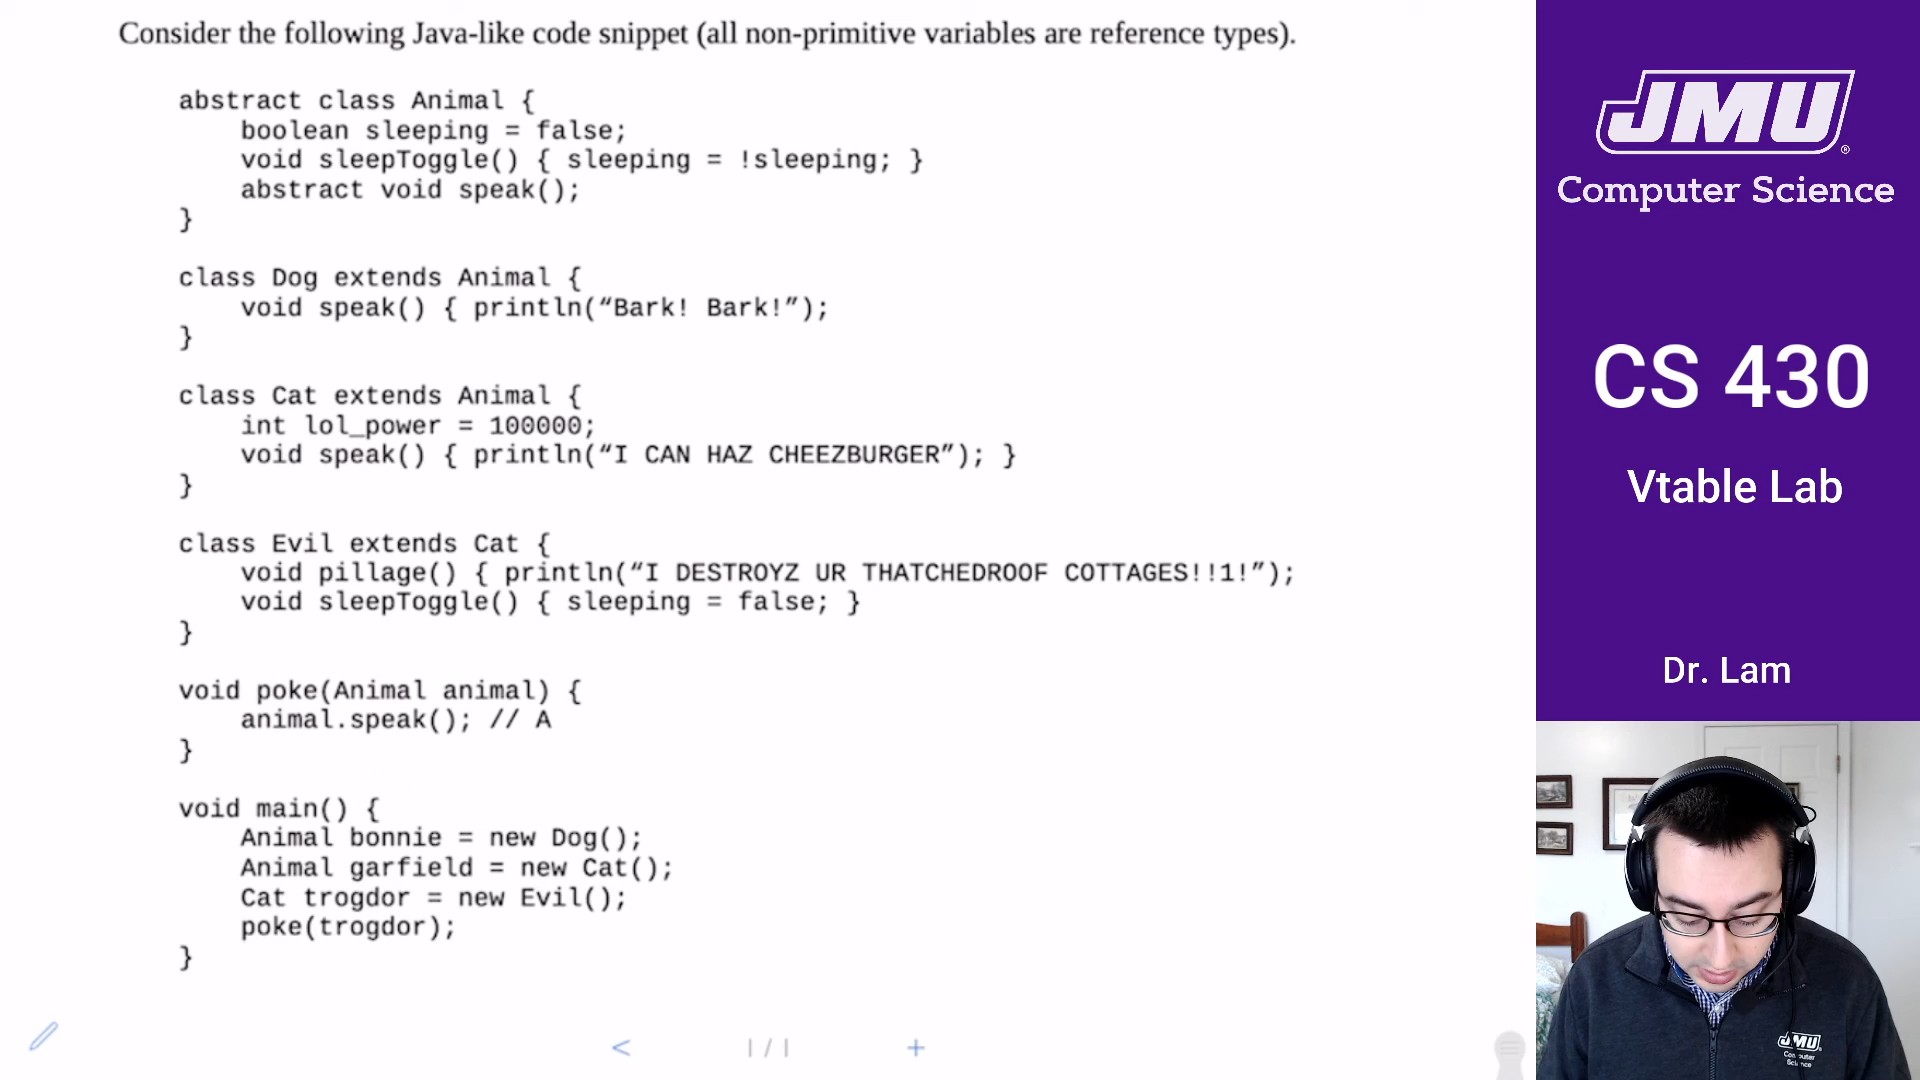 Consider the following Java-like code snippet (all non-primitive variables are reference types).
abstract class Animal {
    boolean sleeping = false;
    void sleepToggle() { sleeping = !sleeping; }
    abstract void speak();
}
class Dog extends Animal {
    void speak() { println(“Bark! Bark!”);
}
class Cat extends Animal {
    int lol_power = 100000;
    void speak() { println(“I CAN HAZ CHEEZBURGER”); }
}
class Evil extends Cat {
    void pillage() { println(“I DESTROYZ UR THATCHEDROOF COTTAGES!!1!”);
    void sleepToggle() { sleeping = false; }
}
void poke(Animal animal) {
    animal.speak(); // A
}
void main() {
    Animal bonnie = new Dog();
    Animal garfield = new Cat();
    Cat trogdor = new Evil();
    poke(trogdor);
}
< 1 / 1 +
JMU®
Computer Science
CS 430
Vtable Lab
Dr. Lam
JMU
Computer
Science